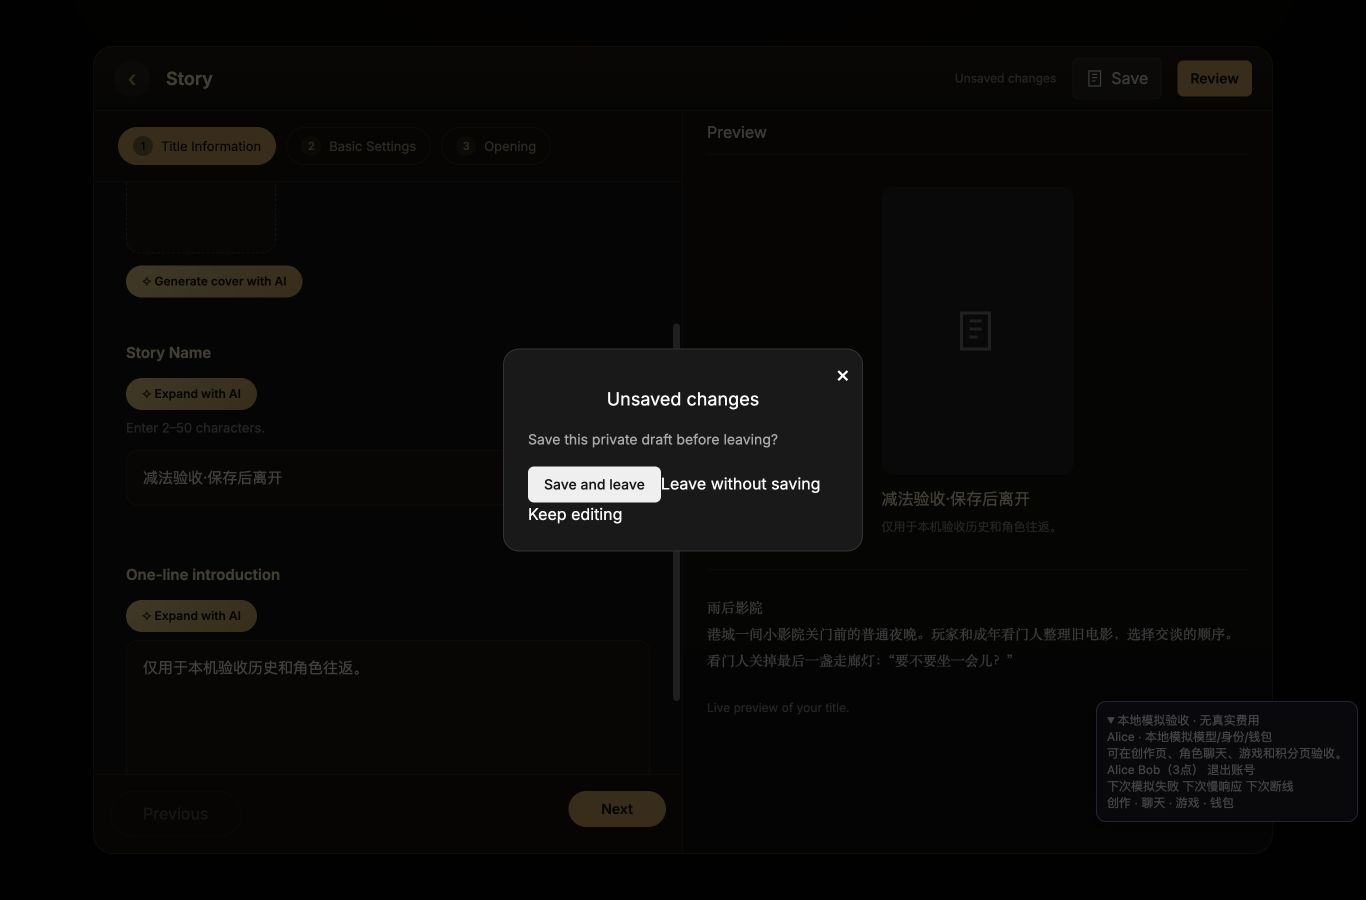 Story
Unsaved changes
Save
Review
1 Title Information
2 Basic Settings
3 Opening
Generate cover with AI
Story Name
Expand with AI
Enter 2–50 characters.
减法验收·保存后离开
One-line introduction
Expand with AI
仅用于本机验收历史和角色往返。
Previous
Next
Unsaved changes
Save this private draft before leaving?
Save and leave
Leave without saving
Keep editing
Preview
减法验收·保存后离开
仅用于本机验收历史和角色往返。
雨后影院
港城一间小影院关门前的普通夜晚。玩家和成年看门人整理旧电影，选择交谈的顺序。
看门人关掉最后一盏走廊灯：“要不要坐一会儿？”
Live preview of your title.
▼本地模拟验收 · 无真实费用
Alice · 本地模拟模型/身份/钱包
可在创作页、角色聊天、游戏和积分页验收。
Alice Bob（3点） 退出账号
下次模拟失败 下次慢响应 下次断线
创作 · 聊天 · 游戏 · 钱包